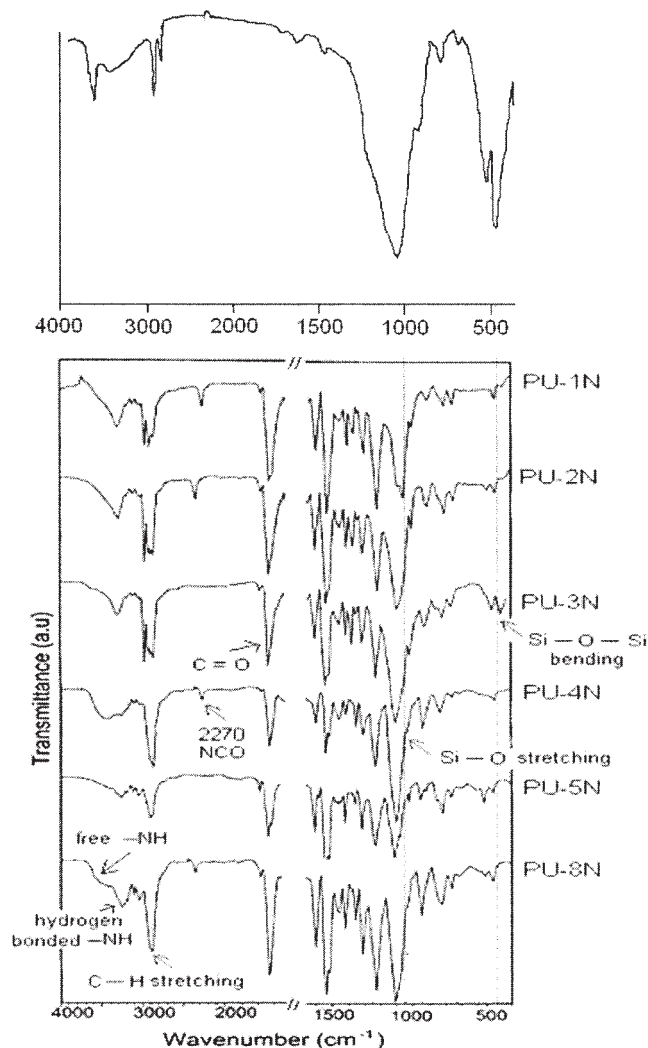 4000 3000 2000 1500 1000 500
//
PU-1N
PU-2N
PU-3N
Si — O — Si
bending
C = O
PU-4N
2270
NCO
Si — O stretching
PU-5N
free —NH
PU-8N
hydrogen
bonded —NH
C — H stretching
Transmittance (a.u)
//
4000 3000 2000 1500 1000 500
Wavenumber (cm⁻¹)